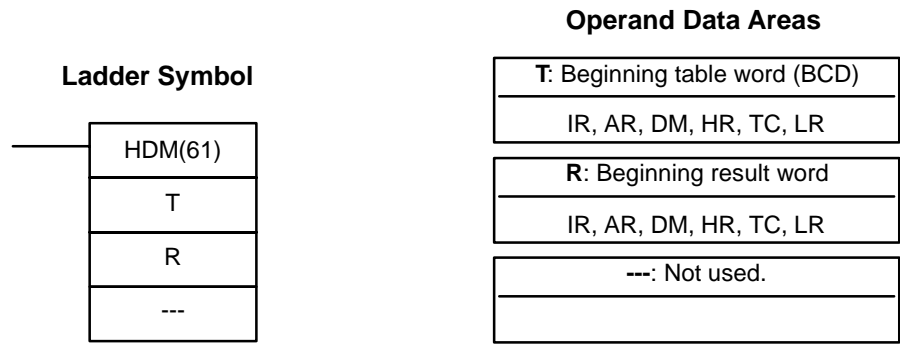 Ladder Symbol
HDM(61)
T
R
---
Operand Data Areas
T: Beginning table word (BCD)
IR, AR, DM, HR, TC, LR
R: Beginning result word
IR, AR, DM, HR, TC, LR
---: Not used.